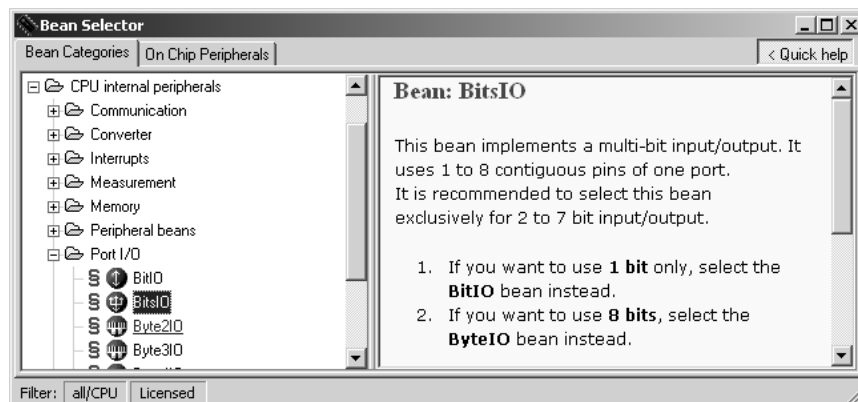 Bean Selector
Bean Categories
On Chip Peripherals
< Quick help
CPU internal peripherals
Communication
Converter
Interrupts
Measurement
Memory
Peripheral beans
Port I/O
BitIO
BitsIO
Byte2IO
Byte3IO
Bean: BitsIO
This bean implements a multi-bit input/output. It
uses 1 to 8 contiguous pins of one port.
It is recommended to select this bean
exclusively for 2 to 7 bit input/output.
1. If you want to use 1 bit only, select the
BitIO bean instead.
2. If you want to use 8 bits, select the
ByteIO bean instead.
Filter: all/CPU Licensed